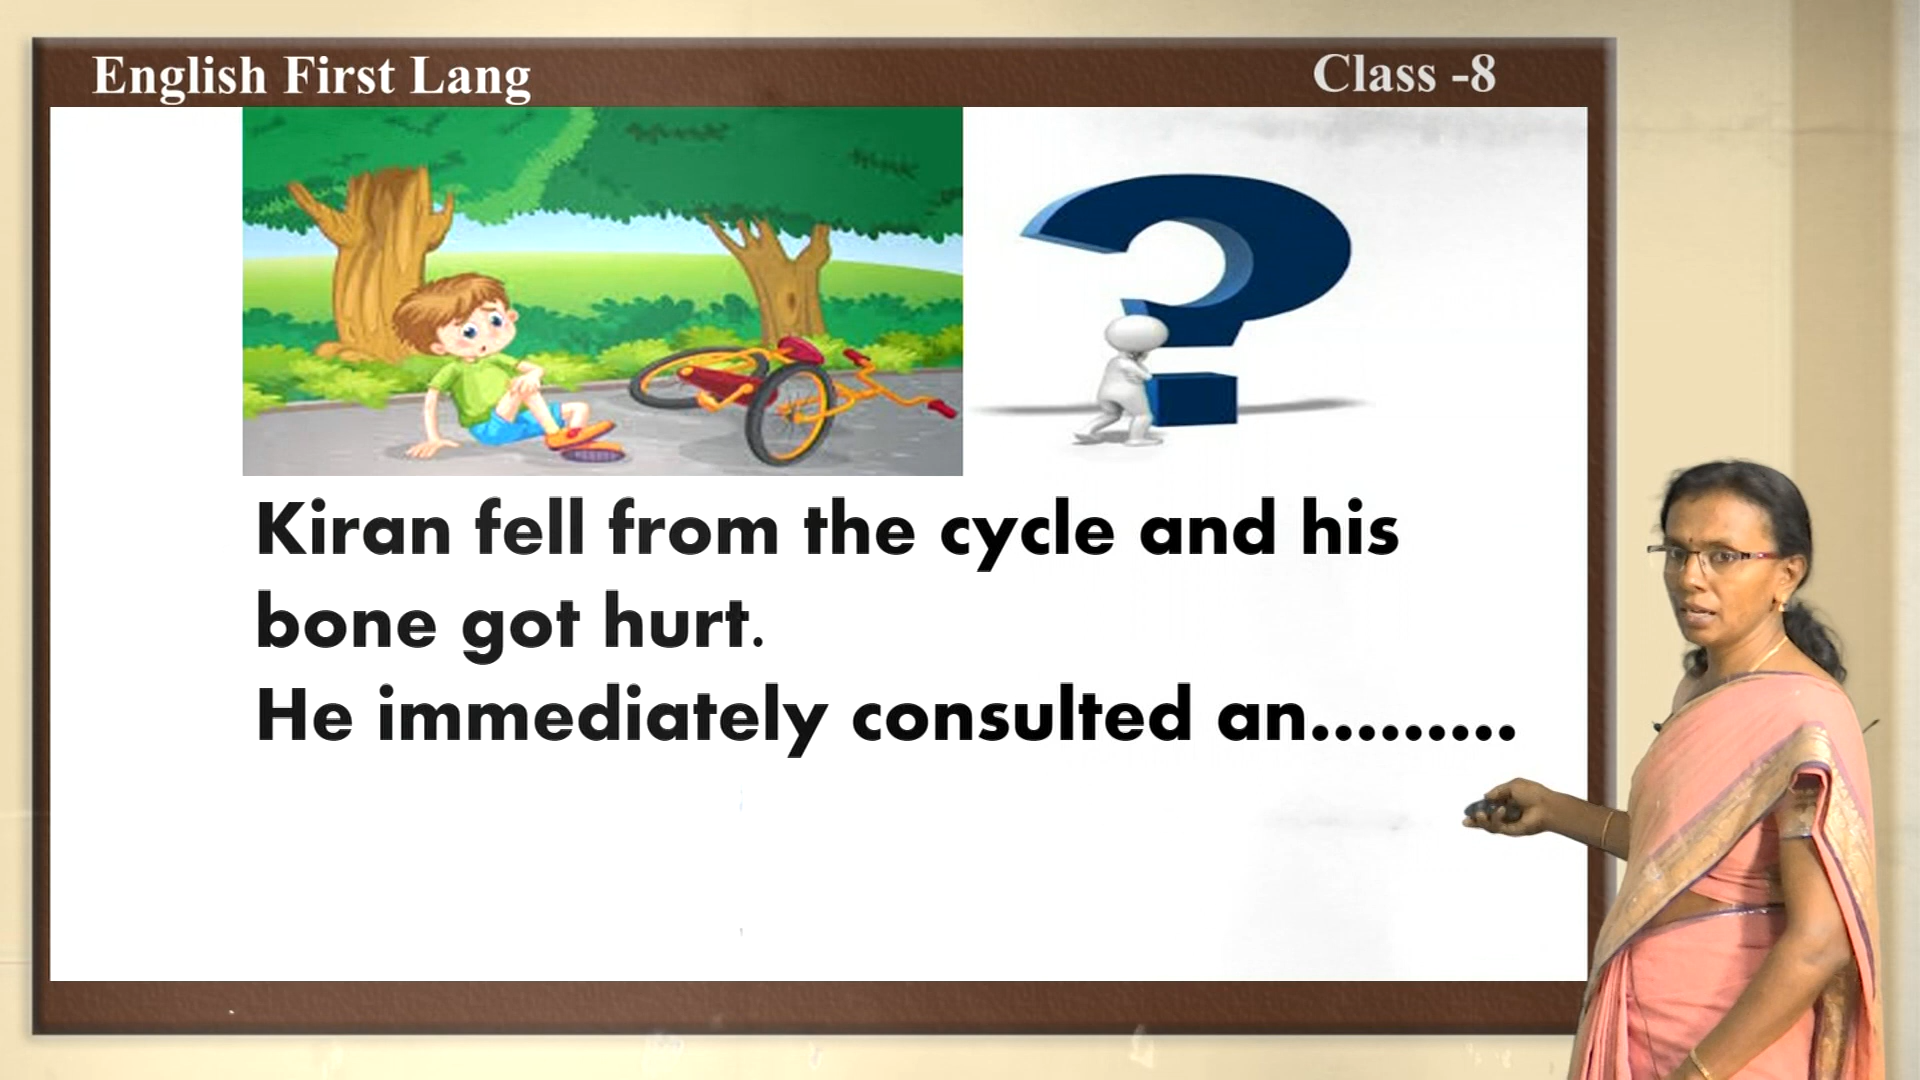 English First Lang
Class -8
Kiran fell from the cycle and his
bone got hurt.
He immediately consulted an.........